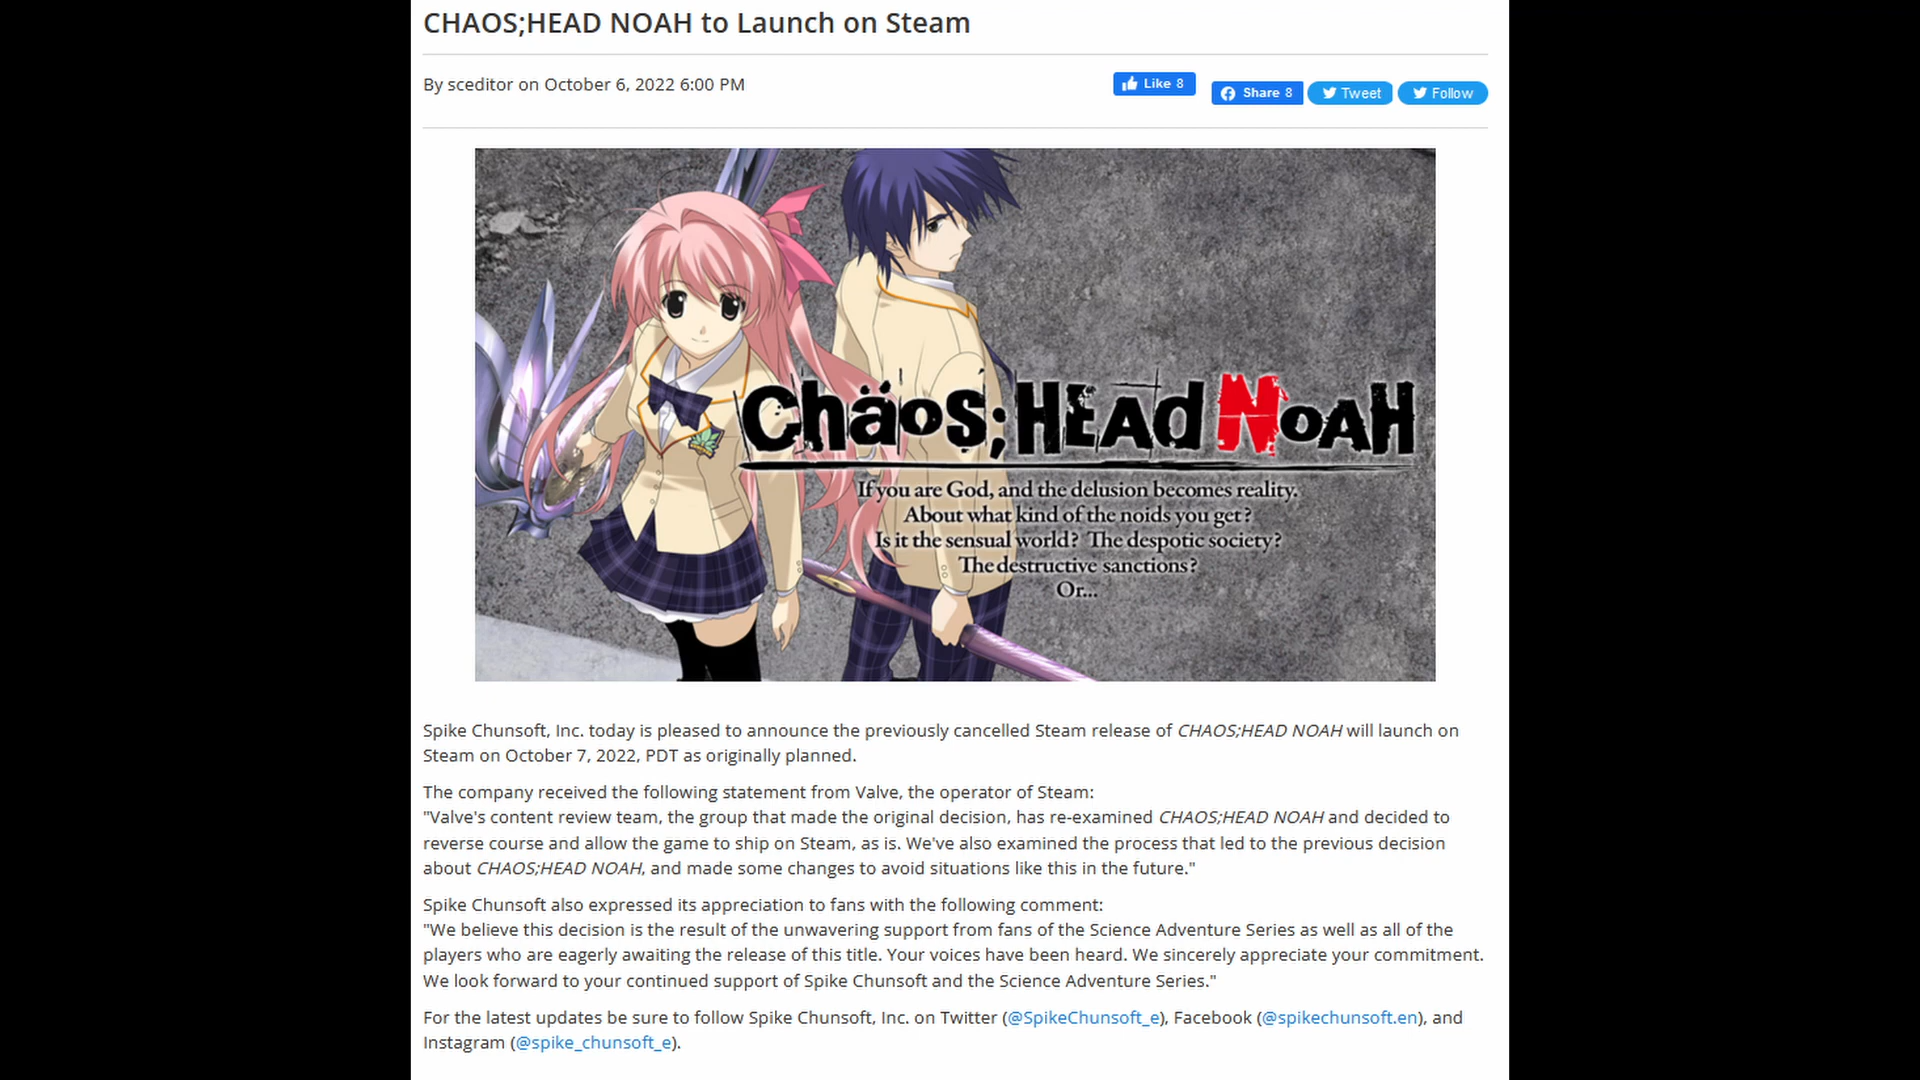 CHAOS;HEAD NOAH to Launch on Steam
By sceditor on October 6, 2022 6:00 PM
Like 8
Share 8
Tweet
Follow
Chäos;HEAd NoAH
If you are God, and the delusion becomes reality.
About what kind of the noids you get?
Is it the sensual world? The despotic society?
The destructive sanctions?
Or...
Spike Chunsoft, Inc. today is pleased to announce the previously cancelled Steam release of CHAOS;HEAD NOAH will launch on
Steam on October 7, 2022, PDT as originally planned.
The company received the following statement from Valve, the operator of Steam:
"Valve's content review team, the group that made the original decision, has re-examined CHAOS;HEAD NOAH and decided to
reverse course and allow the game to ship on Steam, as is. We've also examined the process that led to the previous decision
about CHAOS;HEAD NOAH, and made some changes to avoid situations like this in the future."
Spike Chunsoft also expressed its appreciation to fans with the following comment:
"We believe this decision is the result of the unwavering support from fans of the Science Adventure Series as well as all of the
players who are eagerly awaiting the release of this title. Your voices have been heard. We sincerely appreciate your commitment.
We look forward to your continued support of Spike Chunsoft and the Science Adventure Series."
For the latest updates be sure to follow Spike Chunsoft, Inc. on Twitter (@SpikeChunsoft_e), Facebook (@spikechunsoft.en), and
Instagram (@spike_chunsoft_e).